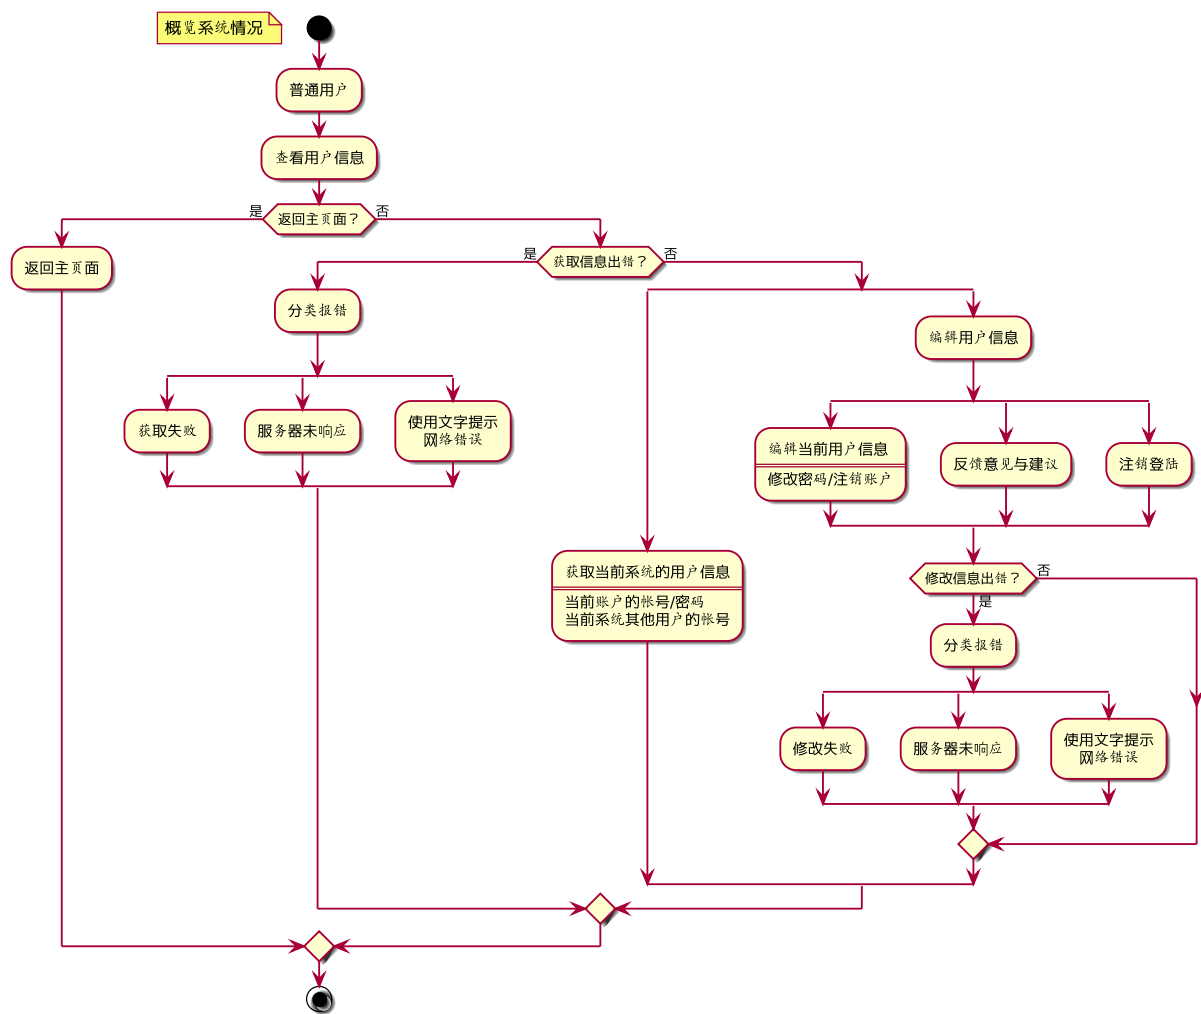 概览系统情况
普通用户
查看用户信息
是
返回主页面？
否
返回主页面
是
获取信息出错？
否
分类报错
获取失败
服务器未响应
使用文字提示
网络错误
编辑用户信息
编辑当前用户信息
修改密码/注销账户
反馈意见与建议
注销登陆
获取当前系统的用户信息
当前账户的帐号/密码
当前系统其他用户的帐号
修改信息出错？
否
是
分类报错
修改失败
服务器未响应
使用文字提示
网络错误